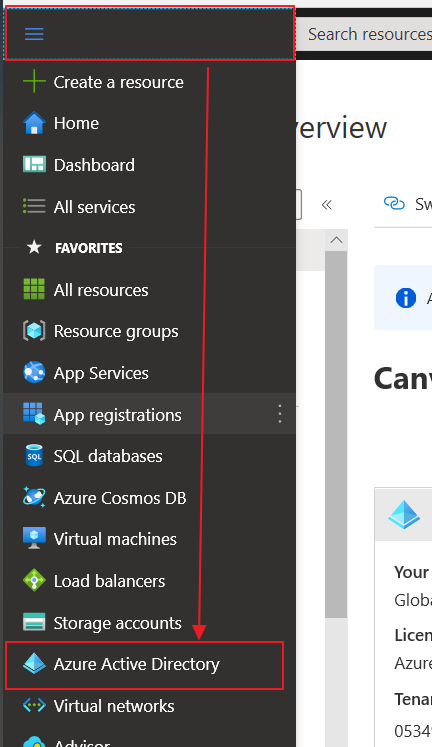 Search resources
Create a resource
Home
verview
Dashboard
All services
Sw
FAVORITES
All resources
Resource groups
App Services
Can
App registrations
SQL databases
Azure Cosmos DB
Virtual machines
Your
Load balancers
Globa
Storage accounts
Licen
Azure Active Directory
Azure
Virtual networks
Tenan
0534
Advisor